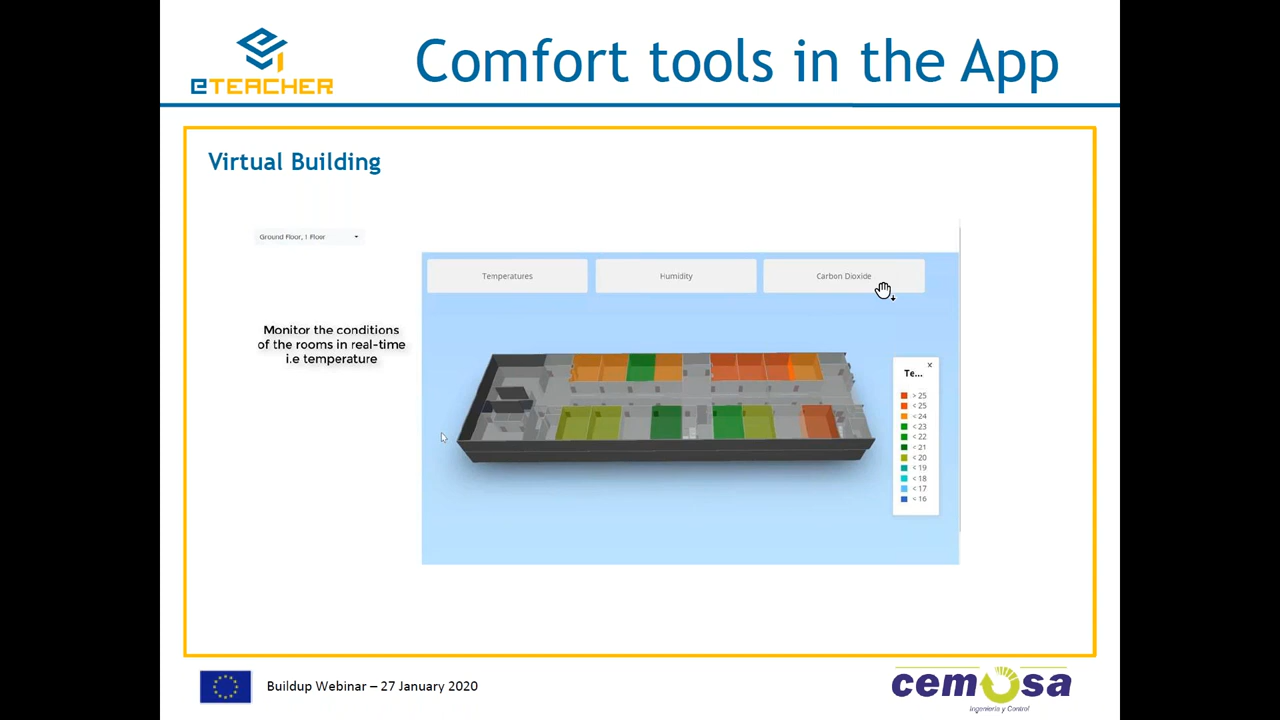 eTEACHER
Comfort tools in the App
Virtual Building
Ground Floor, 1 Floor
Temperatures
Humidity
Carbon Dioxide
Monitor the conditions
of the rooms in real-time
i.e temperature
Te...
> 25
< 25
< 24
< 23
< 22
< 21
< 20
< 19
< 18
< 17
< 16
Buildup Webinar – 27 January 2020
cemosa
Ingeniería y Control